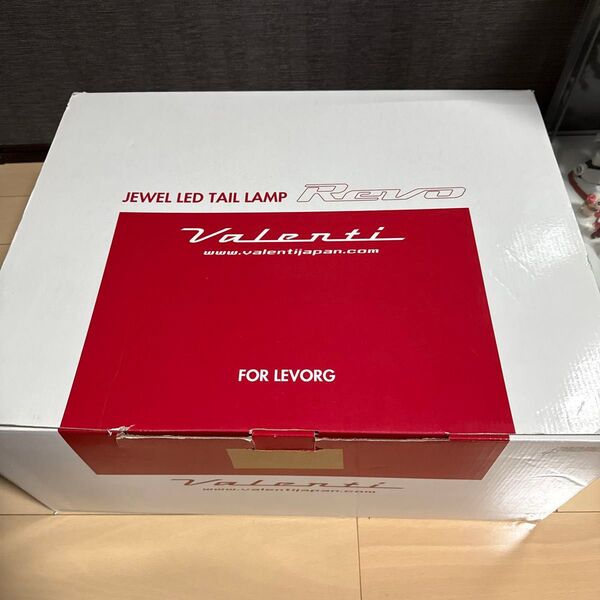 JEWEL LED TAIL LAMP Revo
Valenti
www.valentijapan.com
FOR LEVORG
Valenti
www.valentijapan.com